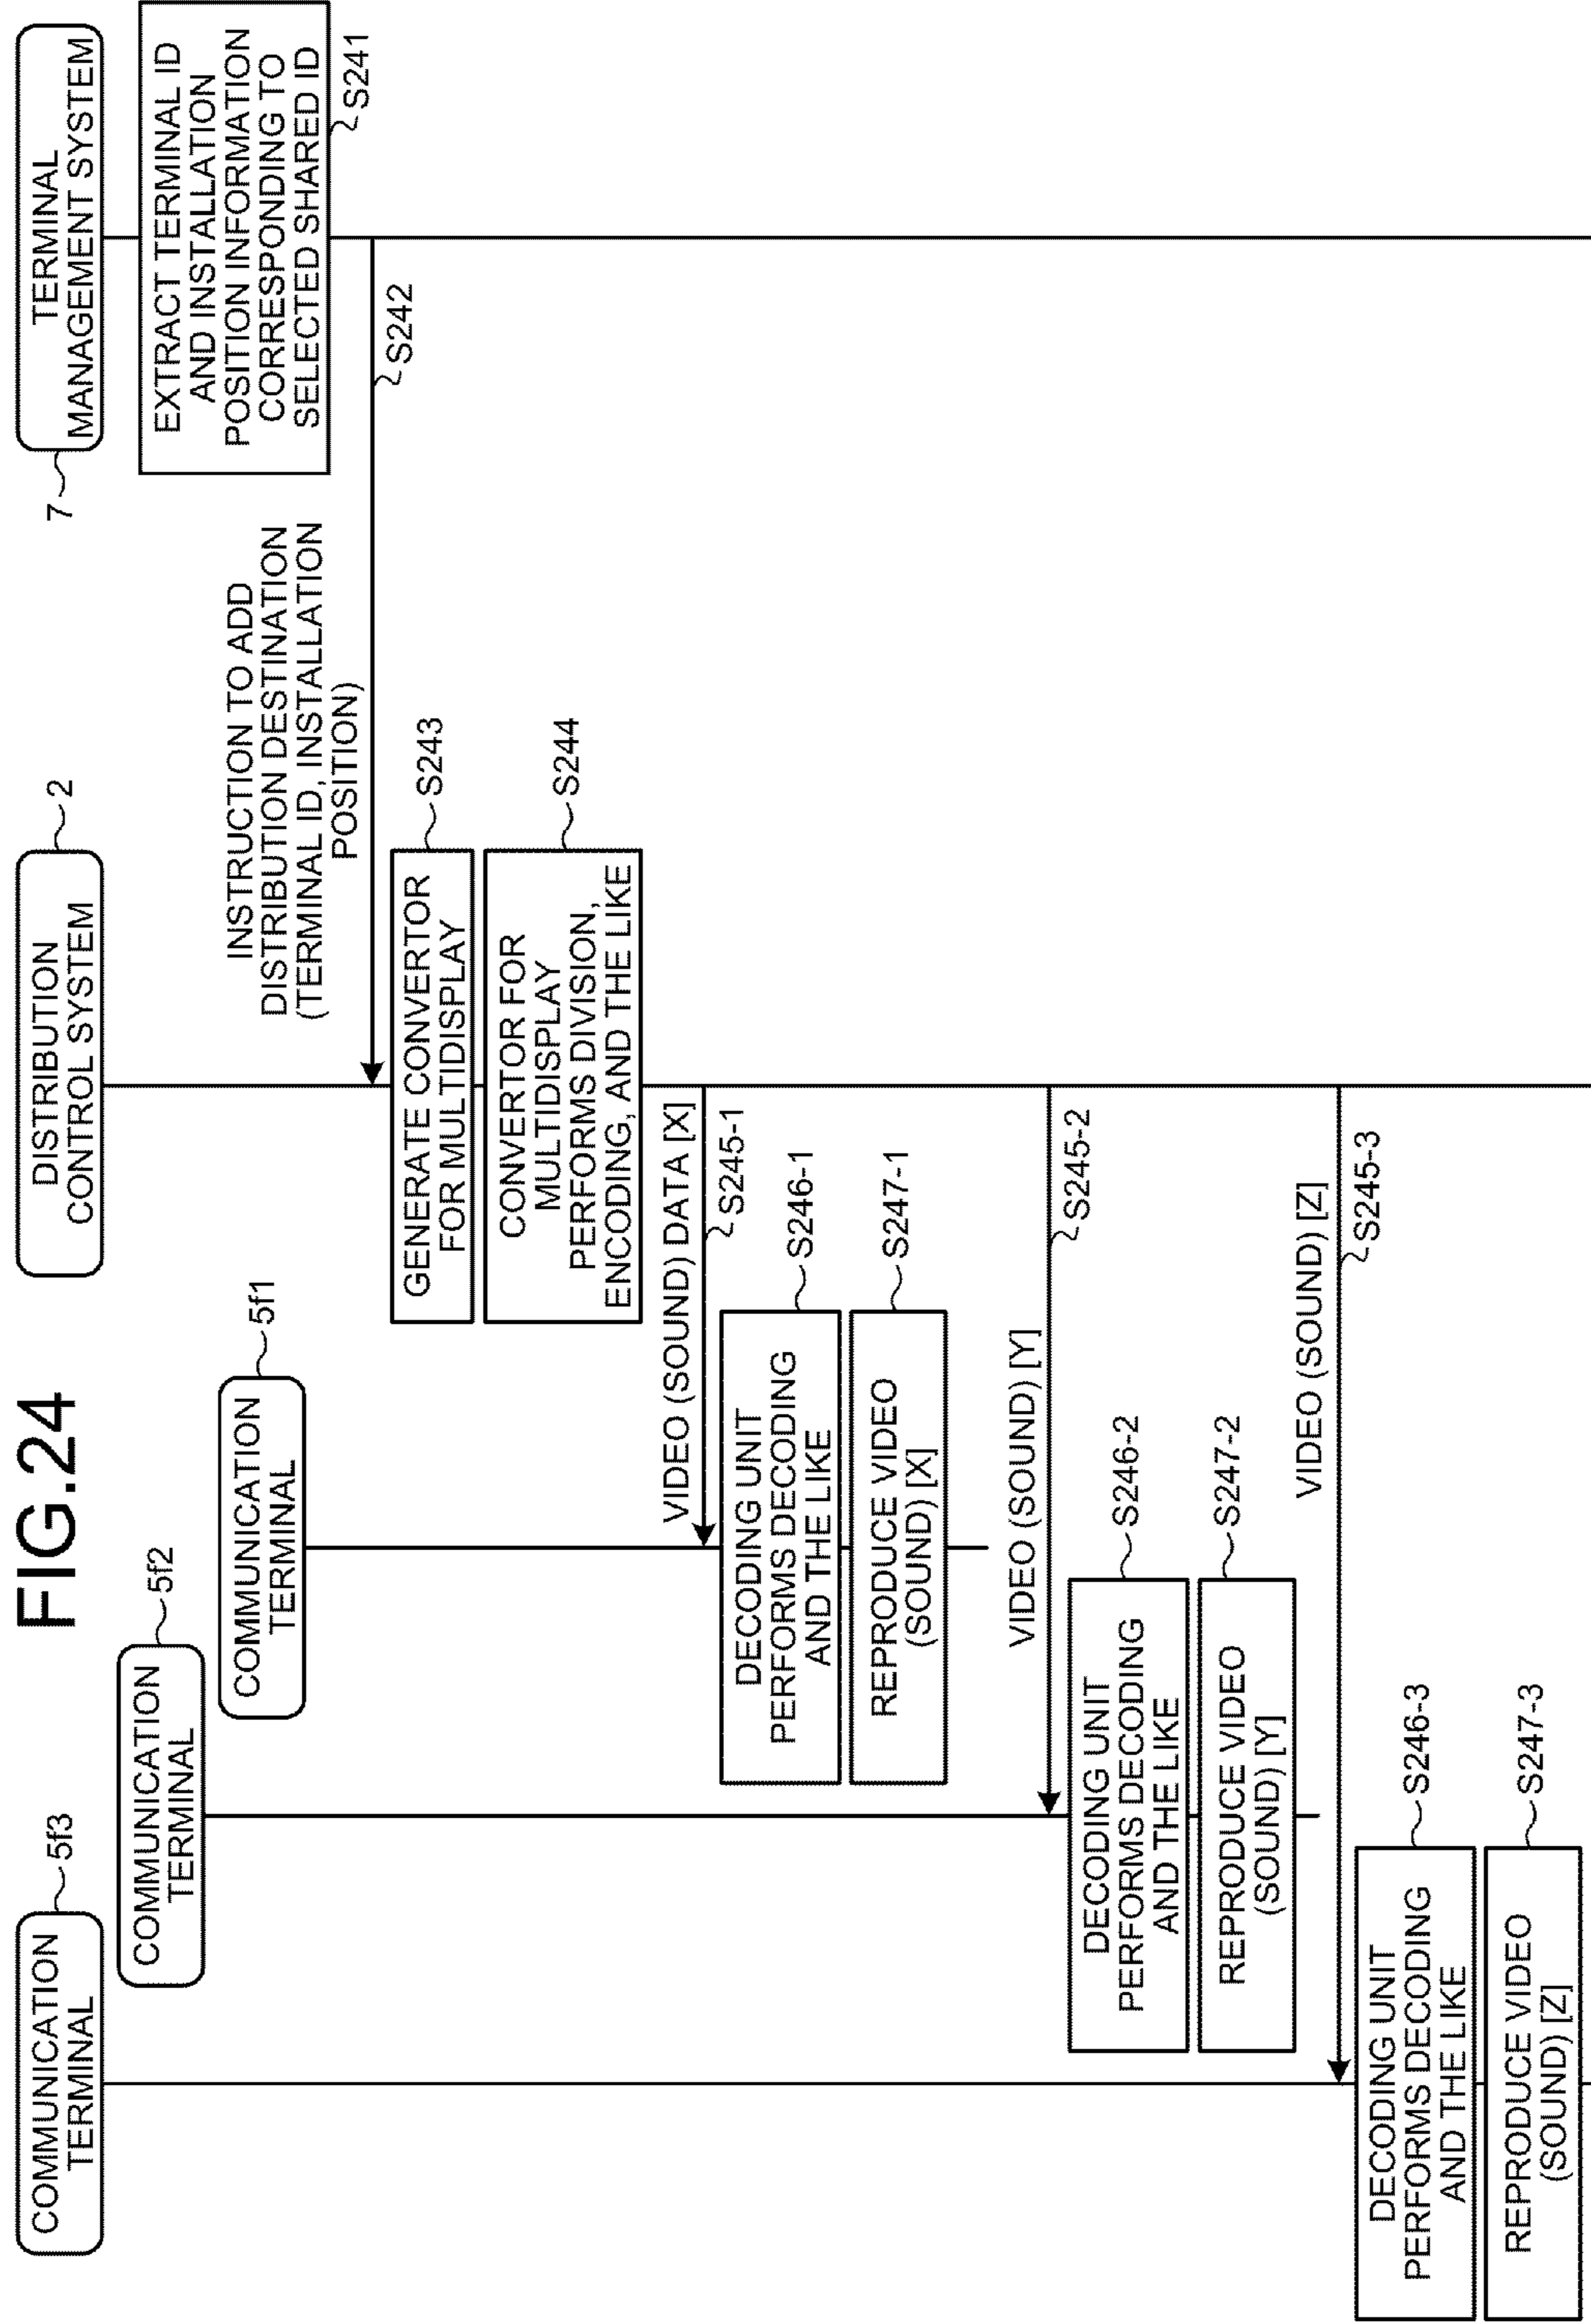 FIG.24
COMMUNICATION
TERMINAL
5f3
COMMUNICATION
TERMINAL
5f2
COMMUNICATION
TERMINAL
5f1
DISTRIBUTION
CONTROL SYSTEM
2
TERMINAL
MANAGEMENT SYSTEM
7
EXTRACT TERMINAL ID
AND INSTALLATION
POSITION INFORMATION
CORRESPONDING TO
SELECTED SHARED ID
S241
INSTRUCTION TO ADD
DISTRIBUTION DESTINATION
(TERMINAL ID, INSTALLATION
POSITION)
S242
GENERATE CONVERTOR
FOR MULTIDISPLAY
S243
CONVERTOR FOR
MULTIDISPLAY
PERFORMS DIVISION,
ENCODING, AND THE LIKE
S244
VIDEO (SOUND) DATA [X]
S245-1
DECODING UNIT
PERFORMS DECODING
AND THE LIKE
S246-1
REPRODUCE VIDEO
(SOUND) [X]
S247-1
VIDEO (SOUND) [Y]
S245-2
DECODING UNIT
PERFORMS DECODING
AND THE LIKE
S246-2
REPRODUCE VIDEO
(SOUND) [Y]
S247-2
VIDEO (SOUND) [Z]
S245-3
DECODING UNIT
PERFORMS DECODING
AND THE LIKE
S246-3
REPRODUCE VIDEO
(SOUND) [Z]
S247-3